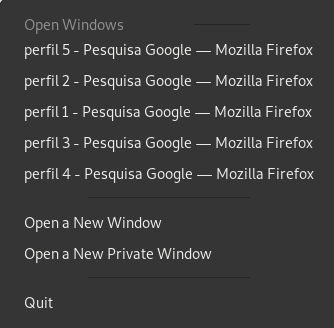 Open Windows
perfil 5 - Pesquisa Google — Mozilla Firefox
perfil 2 - Pesquisa Google — Mozilla Firefox
perfil 1 - Pesquisa Google — Mozilla Firefox
perfil 3 - Pesquisa Google — Mozilla Firefox
perfil 4 - Pesquisa Google — Mozilla Firefox
Open a New Window
Open a New Private Window
Quit